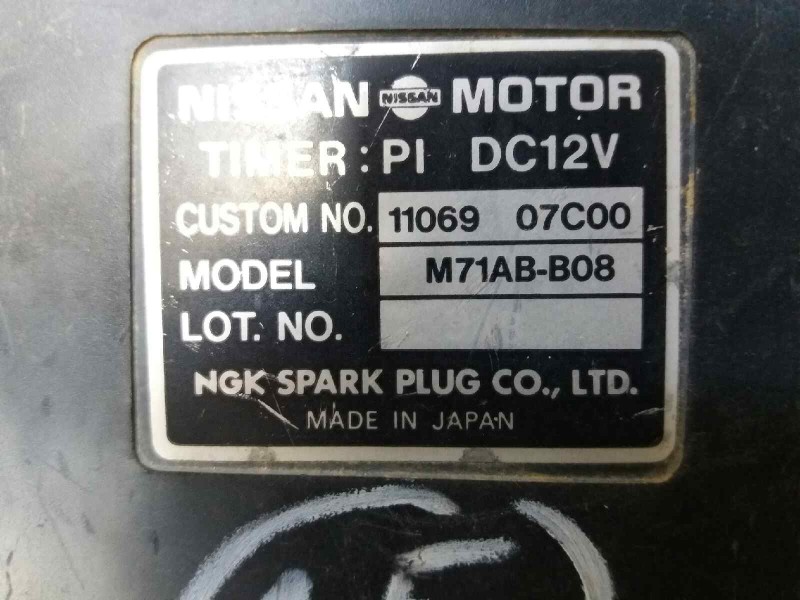 NISSAN NISSAN MOTOR
TIMER: PI DC12V
CUSTOM NO. 11069 07C00
MODEL M71AB-B08
LOT. NO.
NGK SPARK PLUG CO., LTD.
MADE IN JAPAN